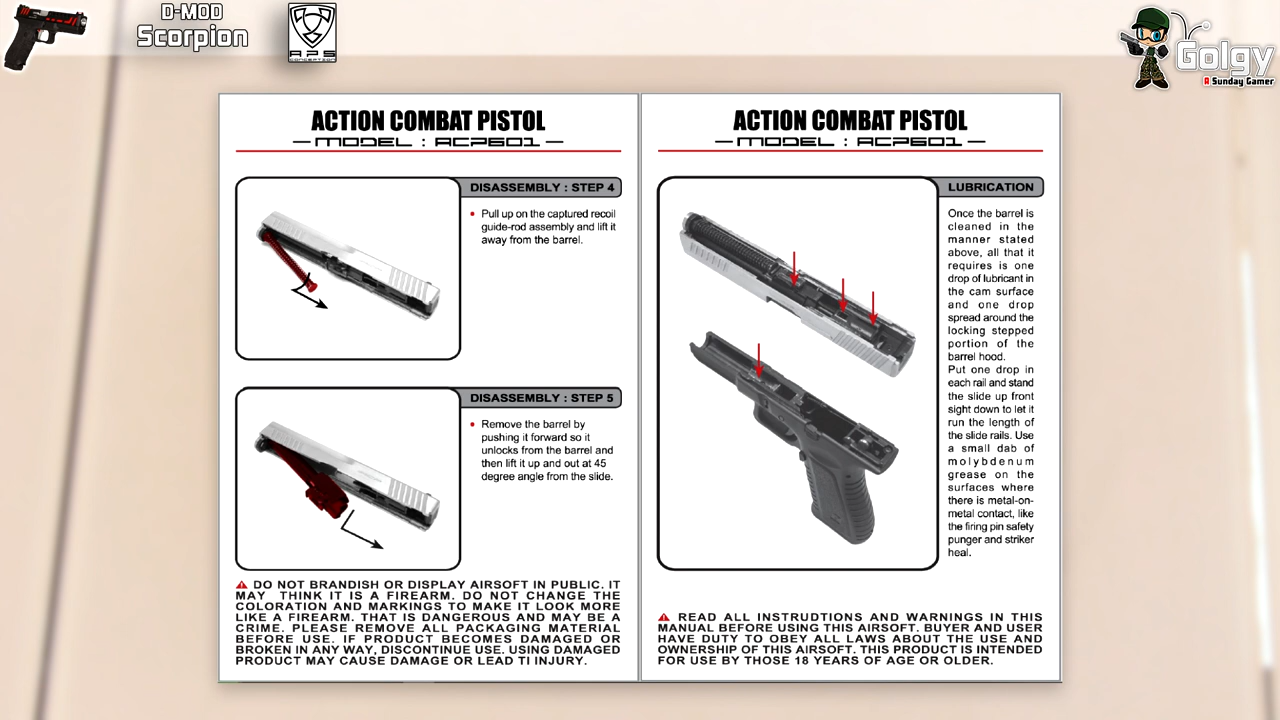 D-MOD
Scorpion
APS
CONCEPTION
Golgy
A Sunday Gamer
ACTION COMBAT PISTOL
MODEL : ACP601
DISASSEMBLY : STEP 4
• Pull up on the captured recoil
guide-rod assembly and lift it
away from the barrel.
DISASSEMBLY : STEP 5
• Remove the barrel by
pushing it forward so it
unlocks from the barrel and
then lift it up and out at 45
degree angle from the slide.
DO NOT BRANDISH OR DISPLAY AIRSOFT IN PUBLIC. IT
MAY THINK IT IS A FIREARM. DO NOT CHANGE THE
COLORATION AND MARKINGS TO MAKE IT LOOK MORE
LIKE A FIREARM. THAT IS DANGEROUS AND MAY BE A
CRIME. PLEASE REMOVE ALL PACKAGING MATERIAL
BEFORE USE. IF PRODUCT BECOMES DAMAGED OR
BROKEN IN ANY WAY, DISCONTINUE USE. USING DAMAGED
PRODUCT MAY CAUSE DAMAGE OR LEAD TI INJURY.
ACTION COMBAT PISTOL
MODEL : ACP601
LUBRICATION
Once the barrel is
cleaned in the
manner stated
above, all that it
requires is one
drop of lubricant in
the cam surface
and one drop
spread around the
locking stepped
portion of the
barrel hood.
Put one drop in
each rail and stand
the slide up front
sight down to let it
run the length of
the slide rails. Use
a small dab of
molybdenum
grease on the
surfaces where
there is metal-on-
metal contact, like
the firing pin safety
punger and striker
heal.
READ ALL INSTRUDTIONS AND WARNINGS IN THIS
MANUAL BEFORE USING THIS AIRSOFT. BUYER AND USER
HAVE DUTY TO OBEY ALL LAWS ABOUT THE USE AND
OWNERSHIP OF THIS AIRSOFT. THIS PRODUCT IS INTENDED
FOR USE BY THOSE 18 YEARS OF AGE OR OLDER.